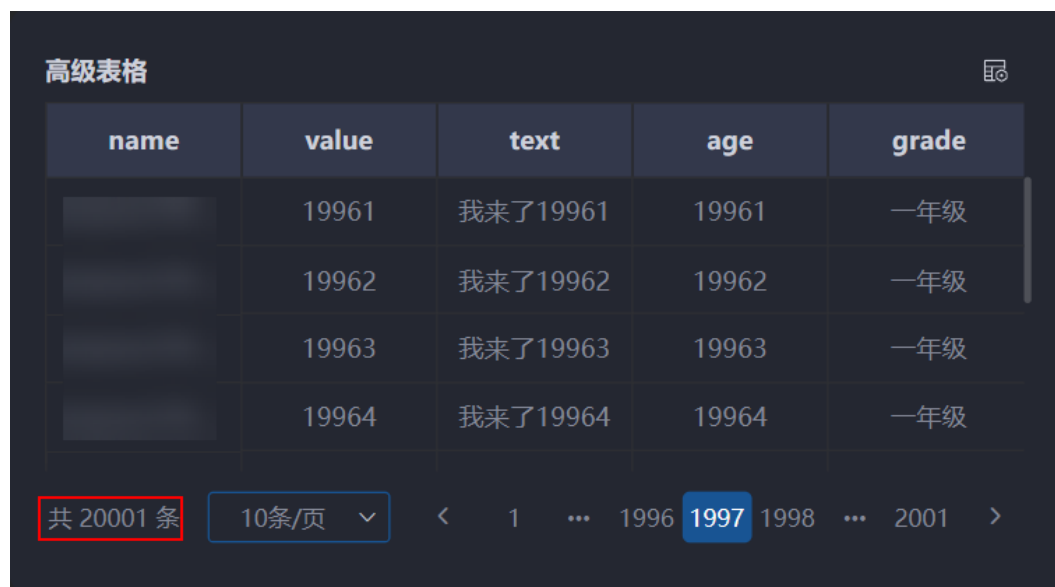 高级表格
name value text age grade
19961 我来了19961 19961 一年级
19962 我来了19962 19962 一年级
19963 我来了19963 19963 一年级
19964 我来了19964 19964 一年级
共 20001 条 10条/页 < 1 ••• 1996 1997 1998 ••• 2001 >